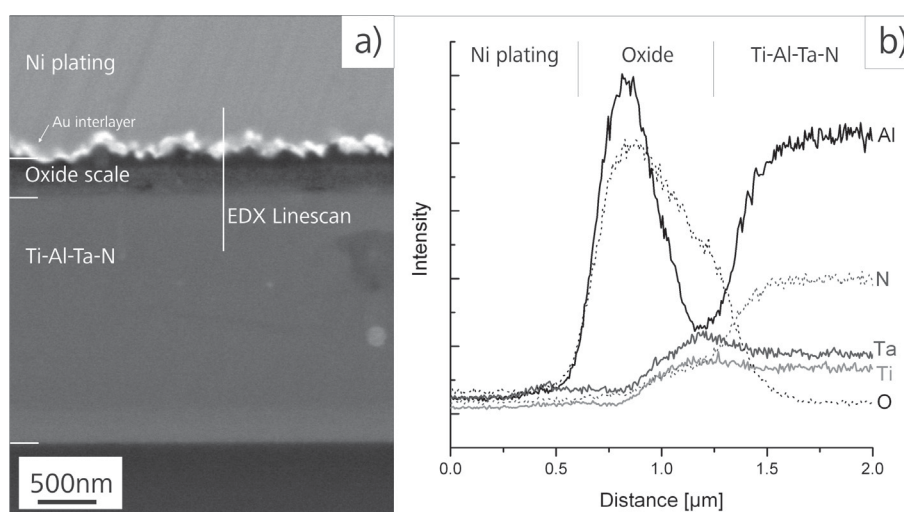 a)
Ni plating
Au interlayer
Oxide scale
EDX Linescan
Ti-Al-Ta-N
500nm
b)
Ni plating
Oxide
Ti-Al-Ta-N
Intensity
Al
N
Ta
Ti
O
0.0
0.5
1.0
1.5
2.0
Distance [µm]